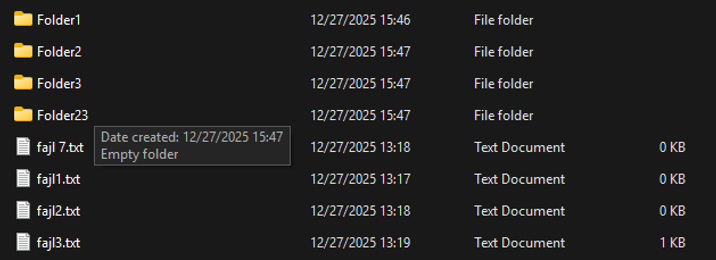 Folder1 12/27/2025 15:46 File folder
Folder2 12/27/2025 15:47 File folder
Folder3 12/27/2025 15:47 File folder
Folder23 12/27/2025 15:47 File folder
Date created: 12/27/2025 15:47
Empty folder
fajl 7.txt 12/27/2025 13:18 Text Document 0 KB
fajl1.txt 12/27/2025 13:17 Text Document 0 KB
fajl2.txt 12/27/2025 13:18 Text Document 0 KB
fajl3.txt 12/27/2025 13:19 Text Document 1 KB